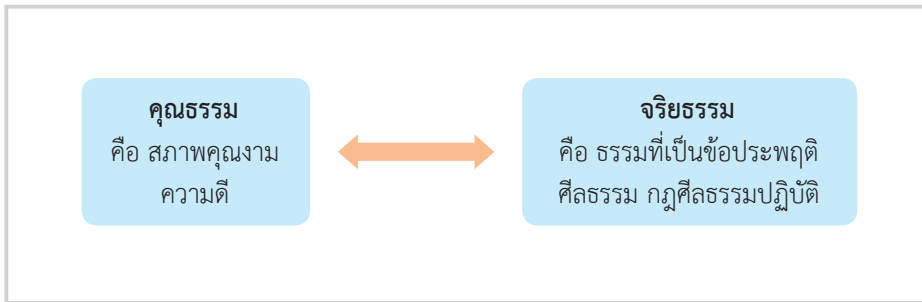 คุณธรรม
คือ สภาพคุณงาม
ความดี
จริยธรรม
คือ ธรรมที่เป็นข้อประพฤติ
ศีลธรรม กฎศีลธรรมปฏิบัติ